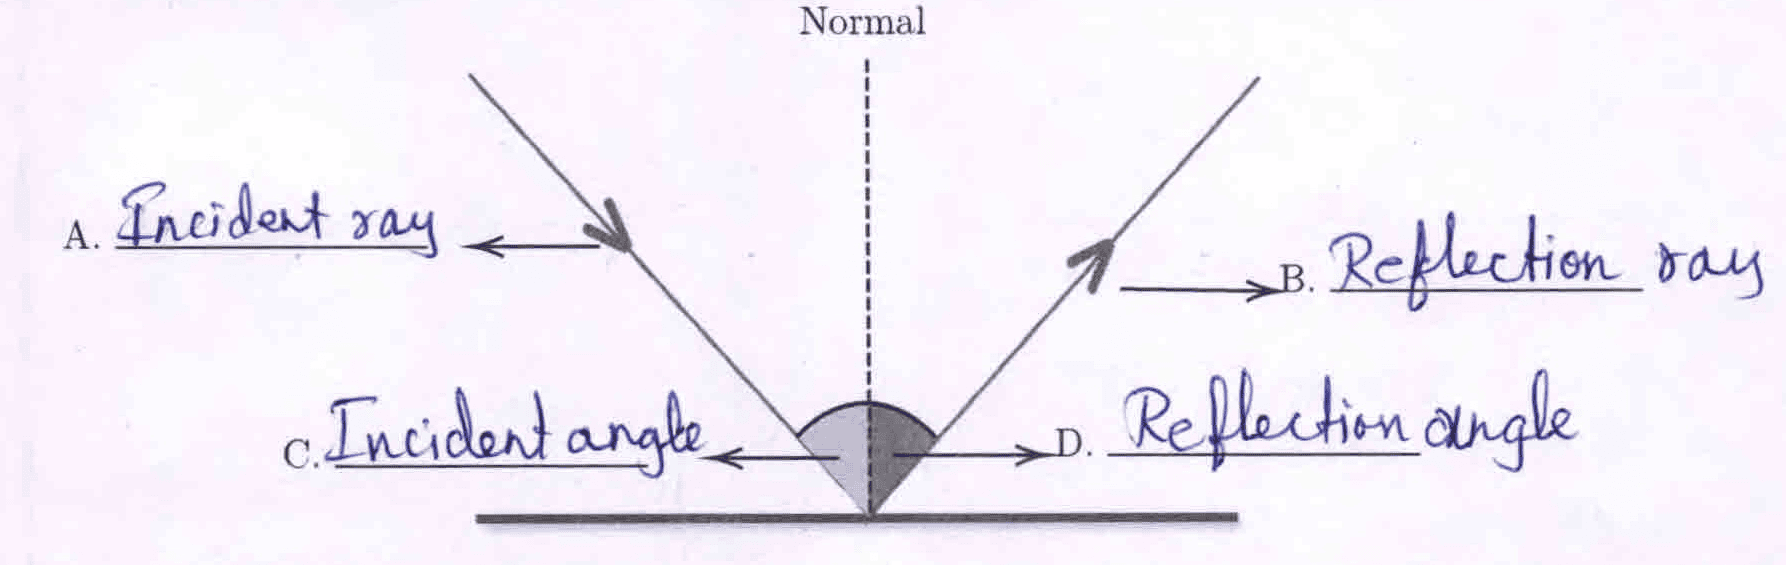 Normal
A. Incident ray
B. Reflection ray
C. Incident angle
D. Reflection angle